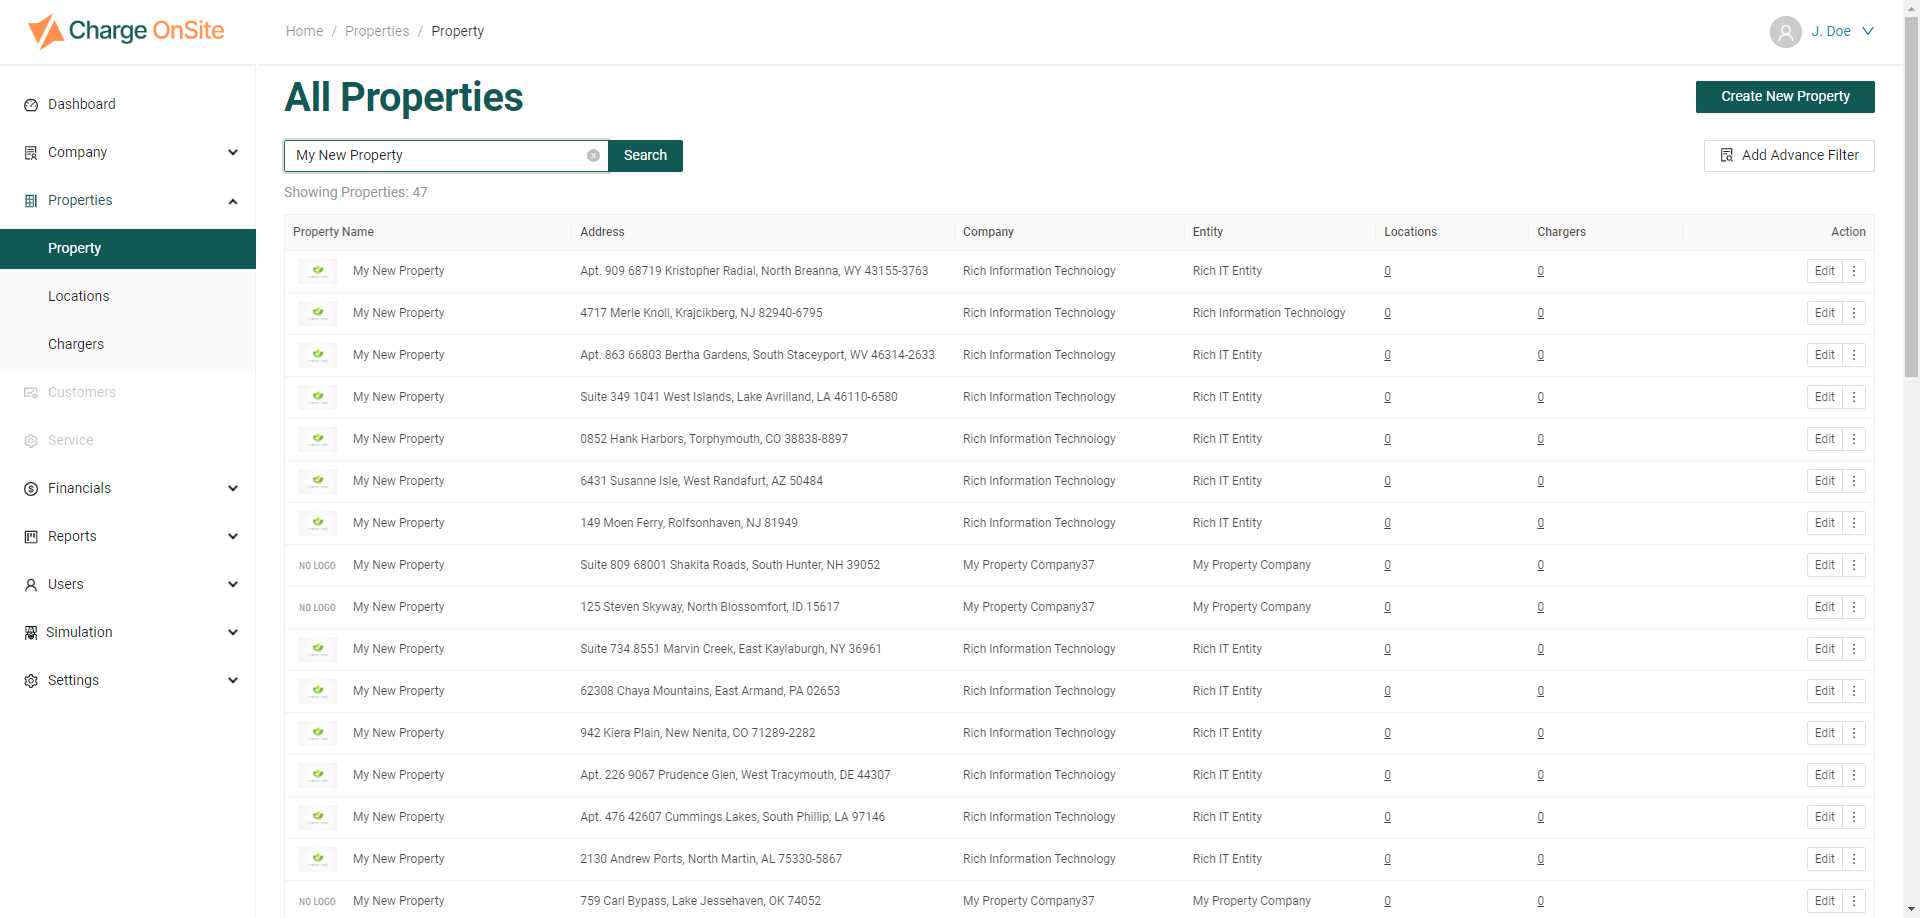 Charge OnSite
Home / Properties / Property
J. Doe
Dashboard
Company
Properties
Property
Locations
Chargers
Customers
Service
Financials
Reports
Users
Simulation
Settings
All Properties
Create New Property
My New Property
Search
Add Advance Filter
Showing Properties: 47
Property Name Address Company Entity Locations Chargers Action
My New Property Apt. 909 68719 Kristopher Radial, North Breanna, WY 43155-3763 Rich Information Technology Rich IT Entity 0 0 Edit
My New Property 4717 Merle Knoll, Krajcikberg, NJ 82940-6795 Rich Information Technology Rich Information Technology 0 0 Edit
My New Property Apt. 863 66803 Bertha Gardens, South Staceyport, WV 46314-2633 Rich Information Technology Rich IT Entity 0 0 Edit
My New Property Suite 349 1041 West Islands, Lake Avrilland, LA 46110-6580 Rich Information Technology Rich IT Entity 0 0 Edit
My New Property 0852 Hank Harbors, Torphymouth, CO 38838-8897 Rich Information Technology Rich IT Entity 0 0 Edit
My New Property 6431 Susanne Isle, West Randafurt, AZ 50484 Rich Information Technology Rich IT Entity 0 0 Edit
My New Property 149 Moen Ferry, Rolfsonhaven, NJ 81949 Rich Information Technology Rich IT Entity 0 0 Edit
NO LOGO My New Property Suite 809 68001 Shakita Roads, South Hunter, NH 39052 My Property Company37 My Property Company 0 0 Edit
NO LOGO My New Property 125 Steven Skyway, North Blossomfort, ID 15617 My Property Company37 My Property Company 0 0 Edit
My New Property Suite 734 8551 Marvin Creek, East Kaylaburgh, NY 36961 Rich Information Technology Rich IT Entity 0 0 Edit
My New Property 62308 Chaya Mountains, East Armand, PA 02653 Rich Information Technology Rich IT Entity 0 0 Edit
My New Property 942 Kiera Plain, New Nenita, CO 71289-2282 Rich Information Technology Rich IT Entity 0 0 Edit
My New Property Apt. 226 9067 Prudence Glen, West Tracymouth, DE 44307 Rich Information Technology Rich IT Entity 0 0 Edit
My New Property Apt. 476 42607 Cummings Lakes, South Phillip, LA 97146 Rich Information Technology Rich IT Entity 0 0 Edit
My New Property 2130 Andrew Ports, North Martin, AL 75330-5867 Rich Information Technology Rich IT Entity 0 0 Edit
NO LOGO My New Property 759 Carl Bypass, Lake Jessehaven, OK 74052 My Property Company37 My Property Company 0 0 Edit